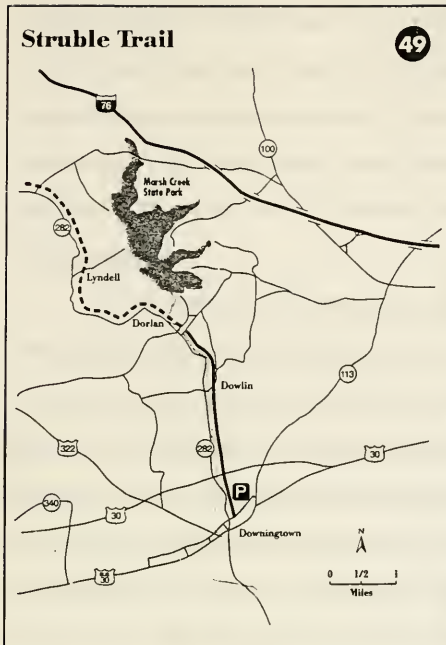 Struble Trail
49
76
100
Marsh Creek
State Park
282
Lyndell
Dorlan
Dowlin
113
322
282
30
340
P
30
Downingtown
N
0 1/2 1
Miles
30